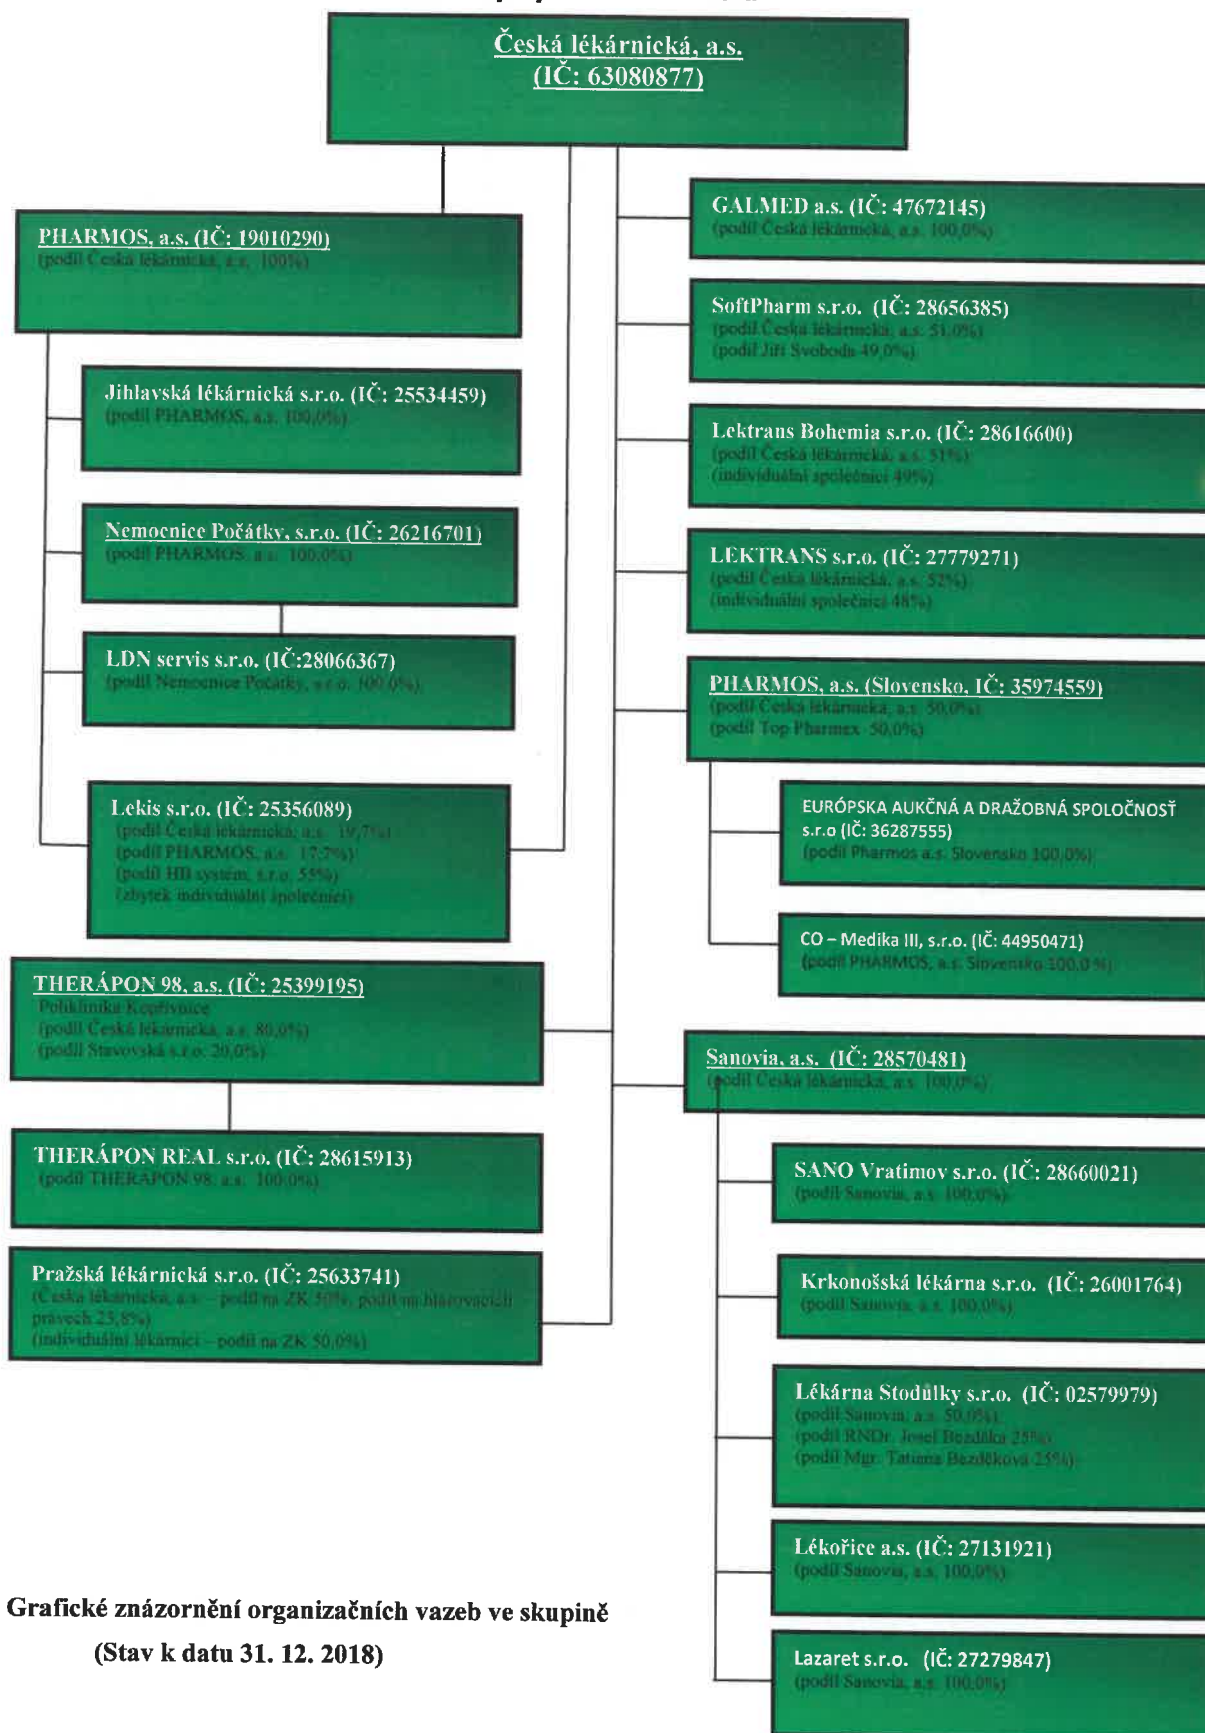 Česká lékárnická, a.s.
(IČ: 63080877)
PHARMOS, a.s. (IČ: 19010290)
(podíl Česká lékárnická, a.s. 100%)
Jihlavská lékárnická s.r.o. (IČ: 25534459)
(podíl PHARMOS, a.s. 100,0%)
Nemocnice Počátky, s.r.o. (IČ: 26216701)
(podíl PHARMOS, a.s. 100,0%)
LDN servis s.r.o. (IČ:28066367)
(podíl Nemocnice Počátky, s.r.o. 100,0%)
Lekis s.r.o. (IČ: 25356089)
(podíl Česká lékárnická, a.s. 19,7%)
(podíl PHARMOS, a.s. 17,7%)
(podíl HB systém, s.r.o. 55%)
(zbytek individuální společníci)
THERÁPON 98, a.s. (IČ: 25399195)
Poliklinika Kopřivnice
(podíl Česká lékárnická, a.s. 80,0%)
(podíl Stavovská s.r.o. 20,0%)
THERÁPON REAL s.r.o. (IČ: 28615913)
(podíl THERÁPON 98, a.s. 100,0%)
Pražská lékárnická s.r.o. (IČ: 25633741)
(Česká lékárnická, a.s. – podíl na ZK 50%, podíl na hlasovacích
právech 23,8%)
(individuální lékárníci – podíl na ZK 50,0%)
GALMED a.s. (IČ: 47672145)
(podíl Česká lékárnická, a.s. 100,0%)
SoftPharm s.r.o. (IČ: 28656385)
(podíl Česká lékárnická, a.s. 51,0%)
(podíl Jiří Svoboda 49,0%)
Lektrans Bohemia s.r.o. (IČ: 28616600)
(podíl Česká lékárnická, a.s. 51%)
(individuální společníci 49%)
LEKTRANS s.r.o. (IČ: 27779271)
(podíl Česká lékárnická, a.s. 52%)
(individuální společníci 48%)
PHARMOS, a.s. (Slovensko, IČ: 35974559)
(podíl Česká lékárnická, a.s. 50,0%)
(podíl Top Pharmex 50,0%)
EURÓPSKA AUKČNÁ A DRAŽOBNÁ SPOLOČNOSŤ
s.r.o (IČ: 36287555)
(podíl Pharmos a.s. Slovensko 100,0%)
CO – Medika III, s.r.o. (IČ: 44950471)
(podíl PHARMOS, a.s. Slovensko 100,0 %)
Sanovia, a.s. (IČ: 28570481)
(podíl Česká lékárnická, a.s. 100,0%)
SANO Vratimov s.r.o. (IČ: 28660021)
(podíl Sanovia, a.s. 100,0%)
Krkonošská lékárna s.r.o. (IČ: 26001764)
(podíl Sanovia, a.s. 100,0%)
Lékárna Stodůlky s.r.o. (IČ: 02579979)
(podíl Sanovia, a.s. 50,0%)
(podíl RNDr. Josef Bezděka 25%)
(podíl Mgr. Tatiana Bezděková 25%)
Lékořice a.s. (IČ: 27131921)
(podíl Sanovia, a.s. 100,0%)
Lazaret s.r.o. (IČ: 27279847)
(podíl Sanovia, a.s. 100,0%)
Grafické znázornění organizačních vazeb ve skupině
(Stav k datu 31. 12. 2018)